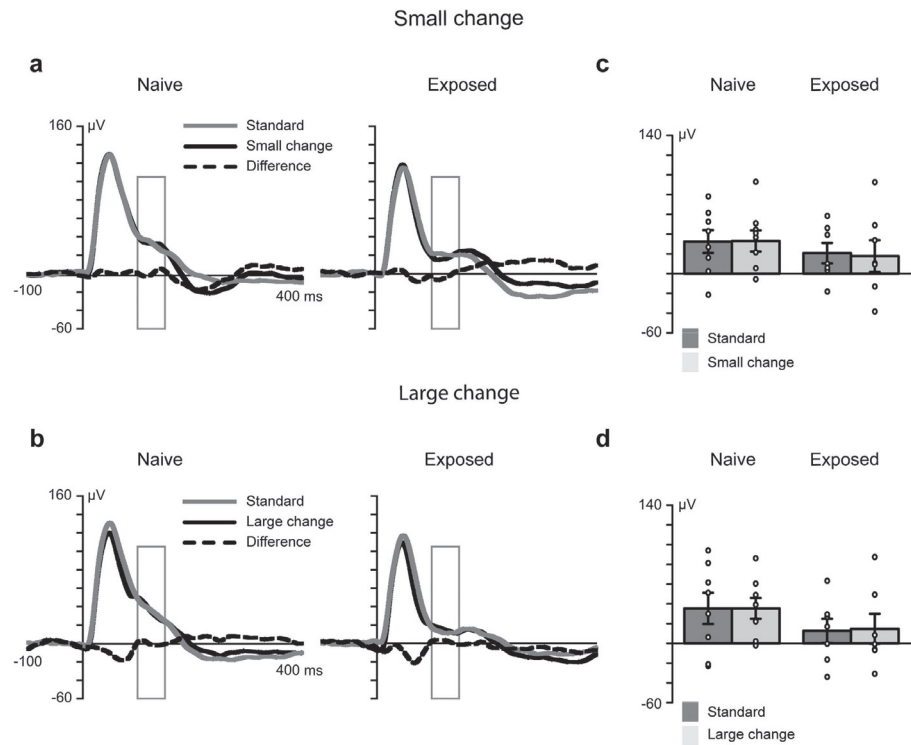 Small change
a
Naive
Exposed
160
µV
Standard
Small change
Difference
-100
400 ms
-60
c
Naive
Exposed
140
µV
-60
Standard
Small change
Large change
b
Naive
Exposed
160
µV
Standard
Large change
Difference
-100
400 ms
-60
d
Naive
Exposed
140
µV
-60
Standard
Large change